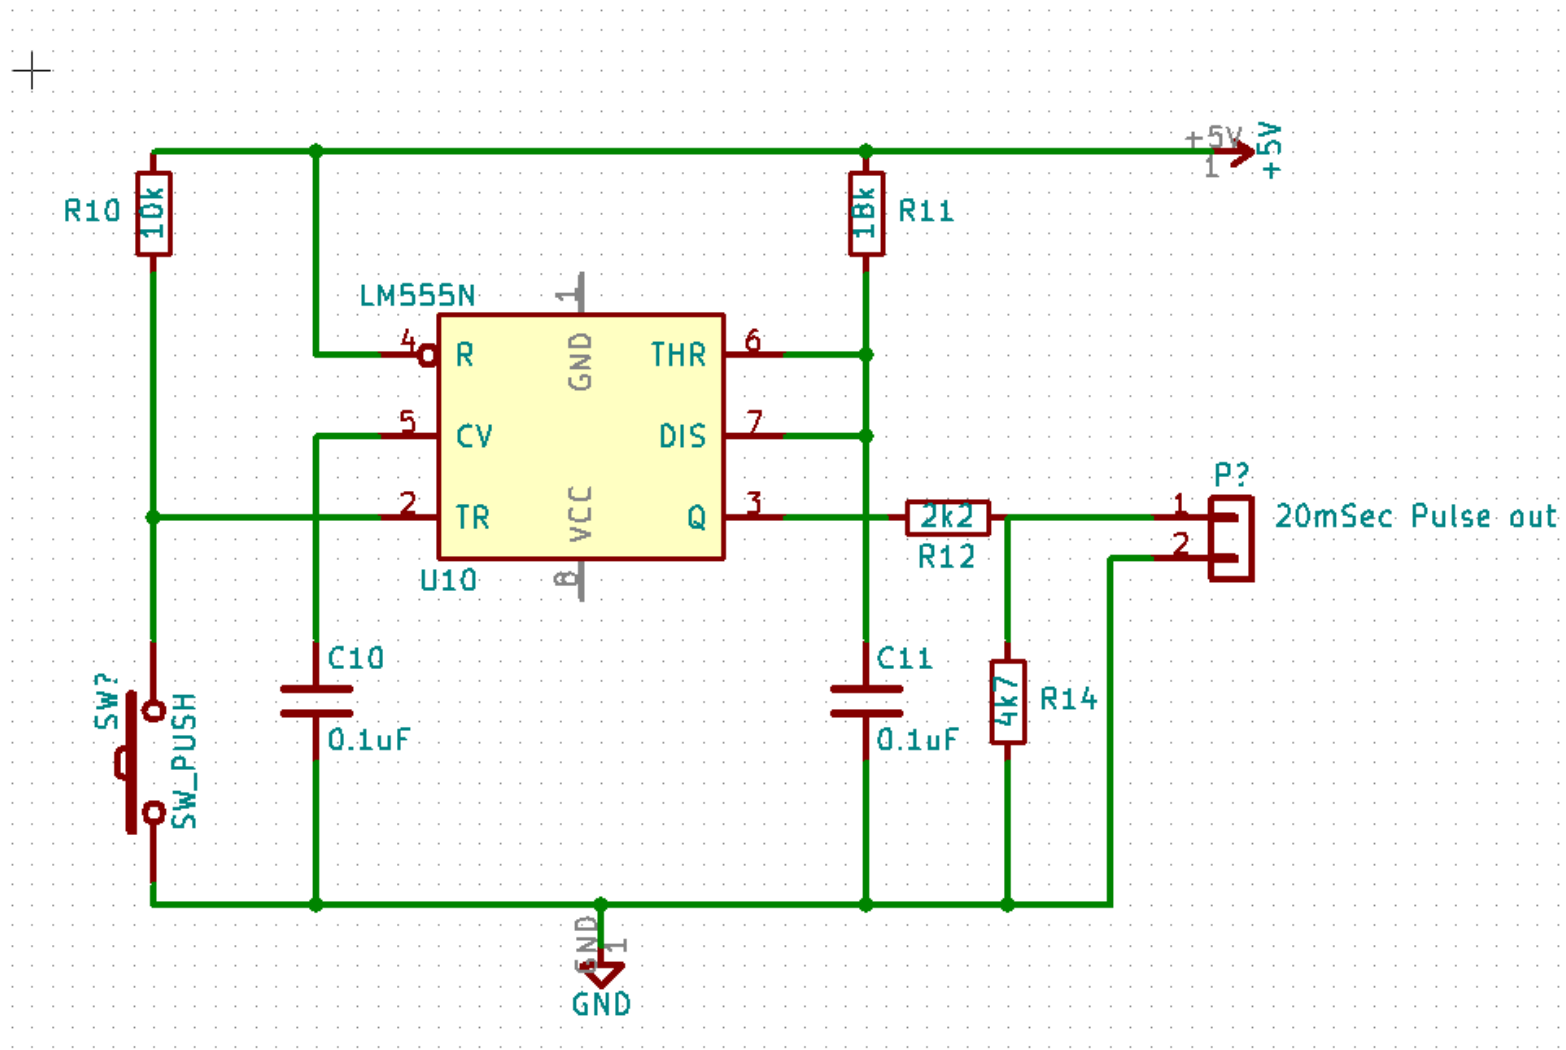 +5V
1
+5V
R10
10k
18k
R11
LM555N
1
4
R
GND
THR
6
5
CV
DIS
7
P?
2
TR
VCC
Q
3
2k2
1
20mSec Pulse out
R12
2
U10
8
C10
C11
SW?
SW_PUSH
4k7
R14
0.1uF
0.1uF
GND
1
GND